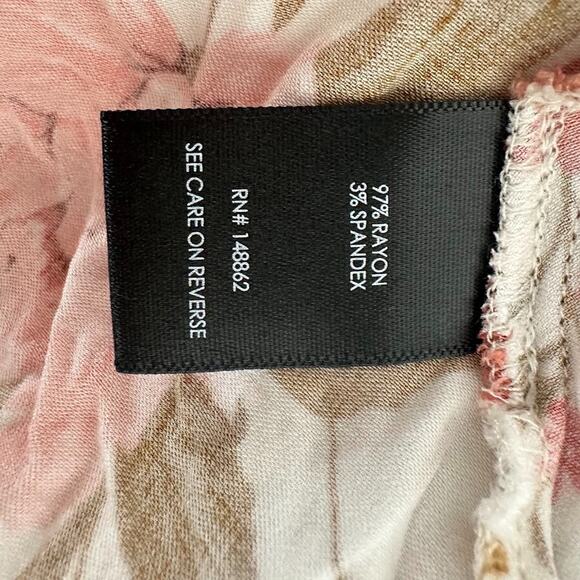 97% RAYON
3% SPANDEX
RN# 148862
SEE CARE ON REVERSE